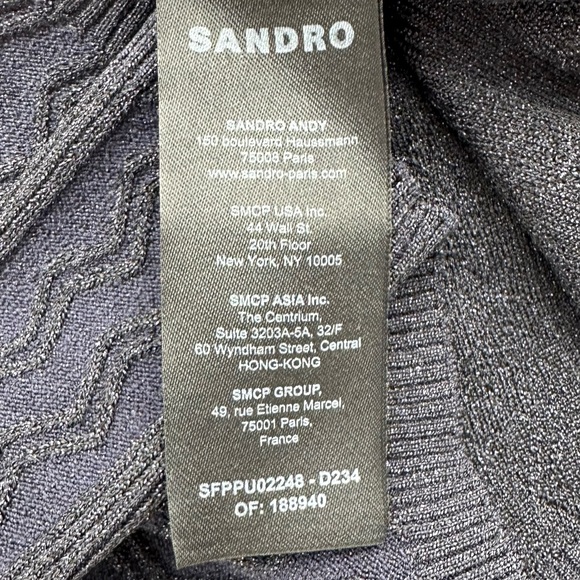 SANDRO
SANDRO ANDY
150 boulevard Haussmann
75008 Paris
www.sandro-paris.com
SMCP USA Inc.
44 Wall St.
20th Floor
New York, NY 10005
SMCP ASIA Inc.
The Centrium,
Suite 3203A-5A, 32/F
60 Wyndham Street, Central
HONG-KONG
SMCP GROUP,
49, rue Etienne Marcel,
75001 Paris,
France
SFPPU02248 - D234
OF: 188940